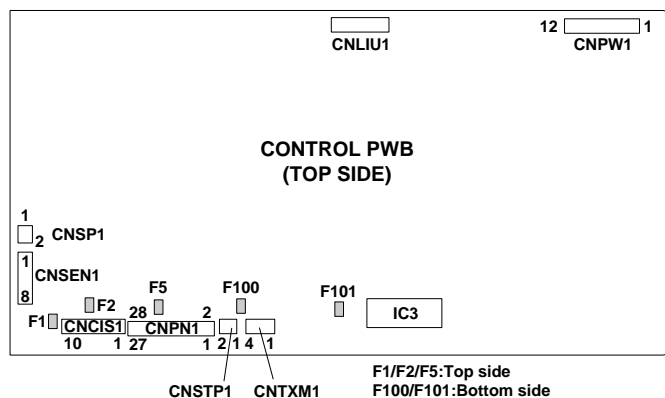 12 1
CNLIU1 CNPW1
CONTROL PWB
(TOP SIDE)
1
2 CNSP1
1
CNSEN1
8
F5 F100 F101
F2 28 2
F1 CNCIS1 CNPN1 IC3
10 1 27 1 2 1 4 1
F1/F2/F5:Top side
CNSTP1 CNTXM1 F100/F101:Bottom side